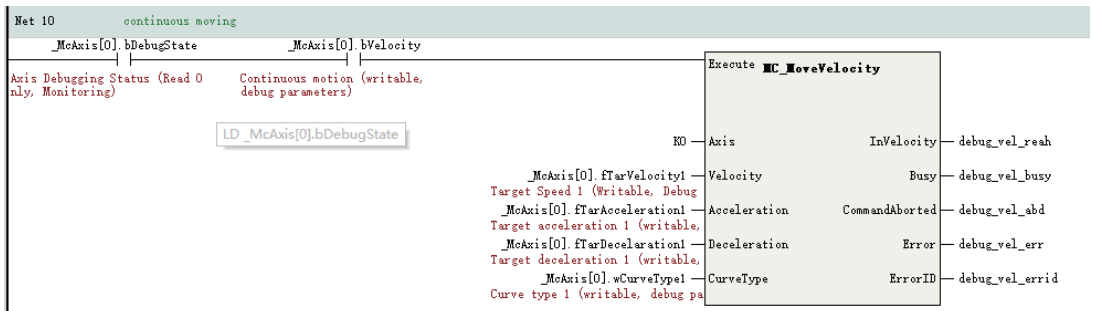 Net 10 continuous moving
_McAxis[0].bDebugState _McAxis[0].bVelocity
Axis Debugging Status (Read O
nly, Monitoring)
Continuous motion (writable,
debug parameters)
LD _McAxis[0].bDebugState
Execute MC_MoveVelocity
K0 Axis InVelocity debug_vel_reah
_McAxis[0].fTarVelocity1 Velocity Busy debug_vel_busy
Target Speed 1 (Writable, Debug
_McAxis[0].fTarAcceleration1 Acceleration CommandAborted debug_vel_abd
Target acceleration 1 (writable,
_McAxis[0].fTarDecelaration1 Deceleration Error debug_vel_err
Target deceleration 1 (writable,
_McAxis[0].wCurveType1 CurveType ErrorID debug_vel_errid
Curve type 1 (writable, debug pa